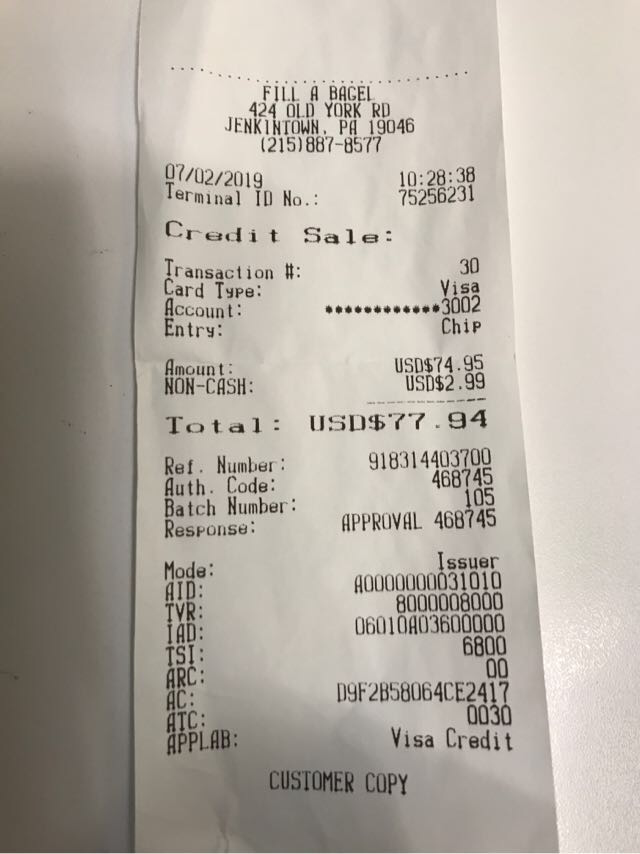 FILL A BAGEL
424 OLD YORK RD
JENKINTOWN, PA 19046
(215)887-8577
07/02/2019 10:28:38
Terminal ID No.: 75256231
Credit Sale:
Transaction #: 30
Card Type: Visa
Account: ************3002
Entry: Chip
Amount: USD$74.95
NON-CASH: USD$2.99
Total: USD$77.94
Ref. Number: 918314403700
Auth. Code: 468745
Batch Number: 105
Response: APPROVAL 468745
Mode: Issuer
AID: A0000000031010
TVR: 8000008000
IAD: 06010A03600000
TSI: 6800
ARC: 00
AC: D9F2B58064CE2417
ATC: 0030
APPLAB: Visa Credit
CUSTOMER COPY